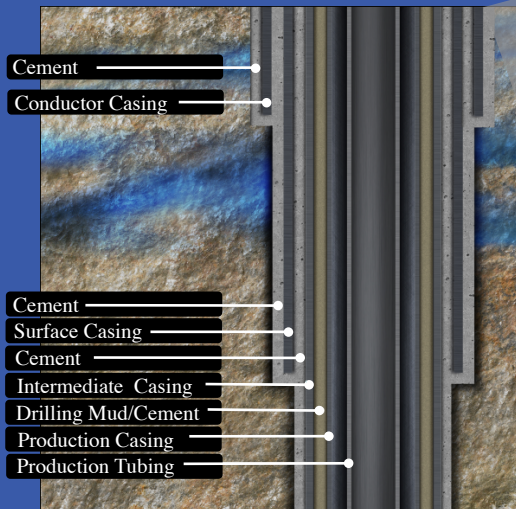 Cement
Conductor Casing
Cement
Surface Casing
Cement
Intermediate Casing
Drilling Mud/Cement
Production Casing
Production Tubing